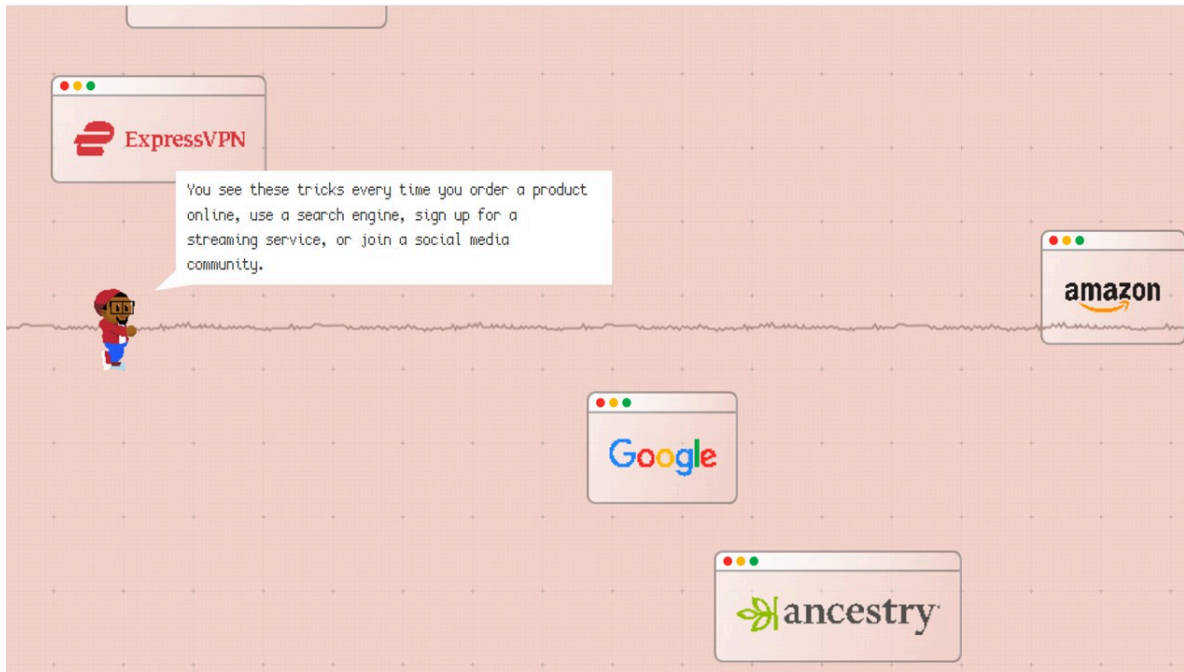 ExpressVPN
You see these tricks every time you order a product
online, use a search engine, sign up for a
streaming service, or join a social media
community.
amazon
Google
ancestry